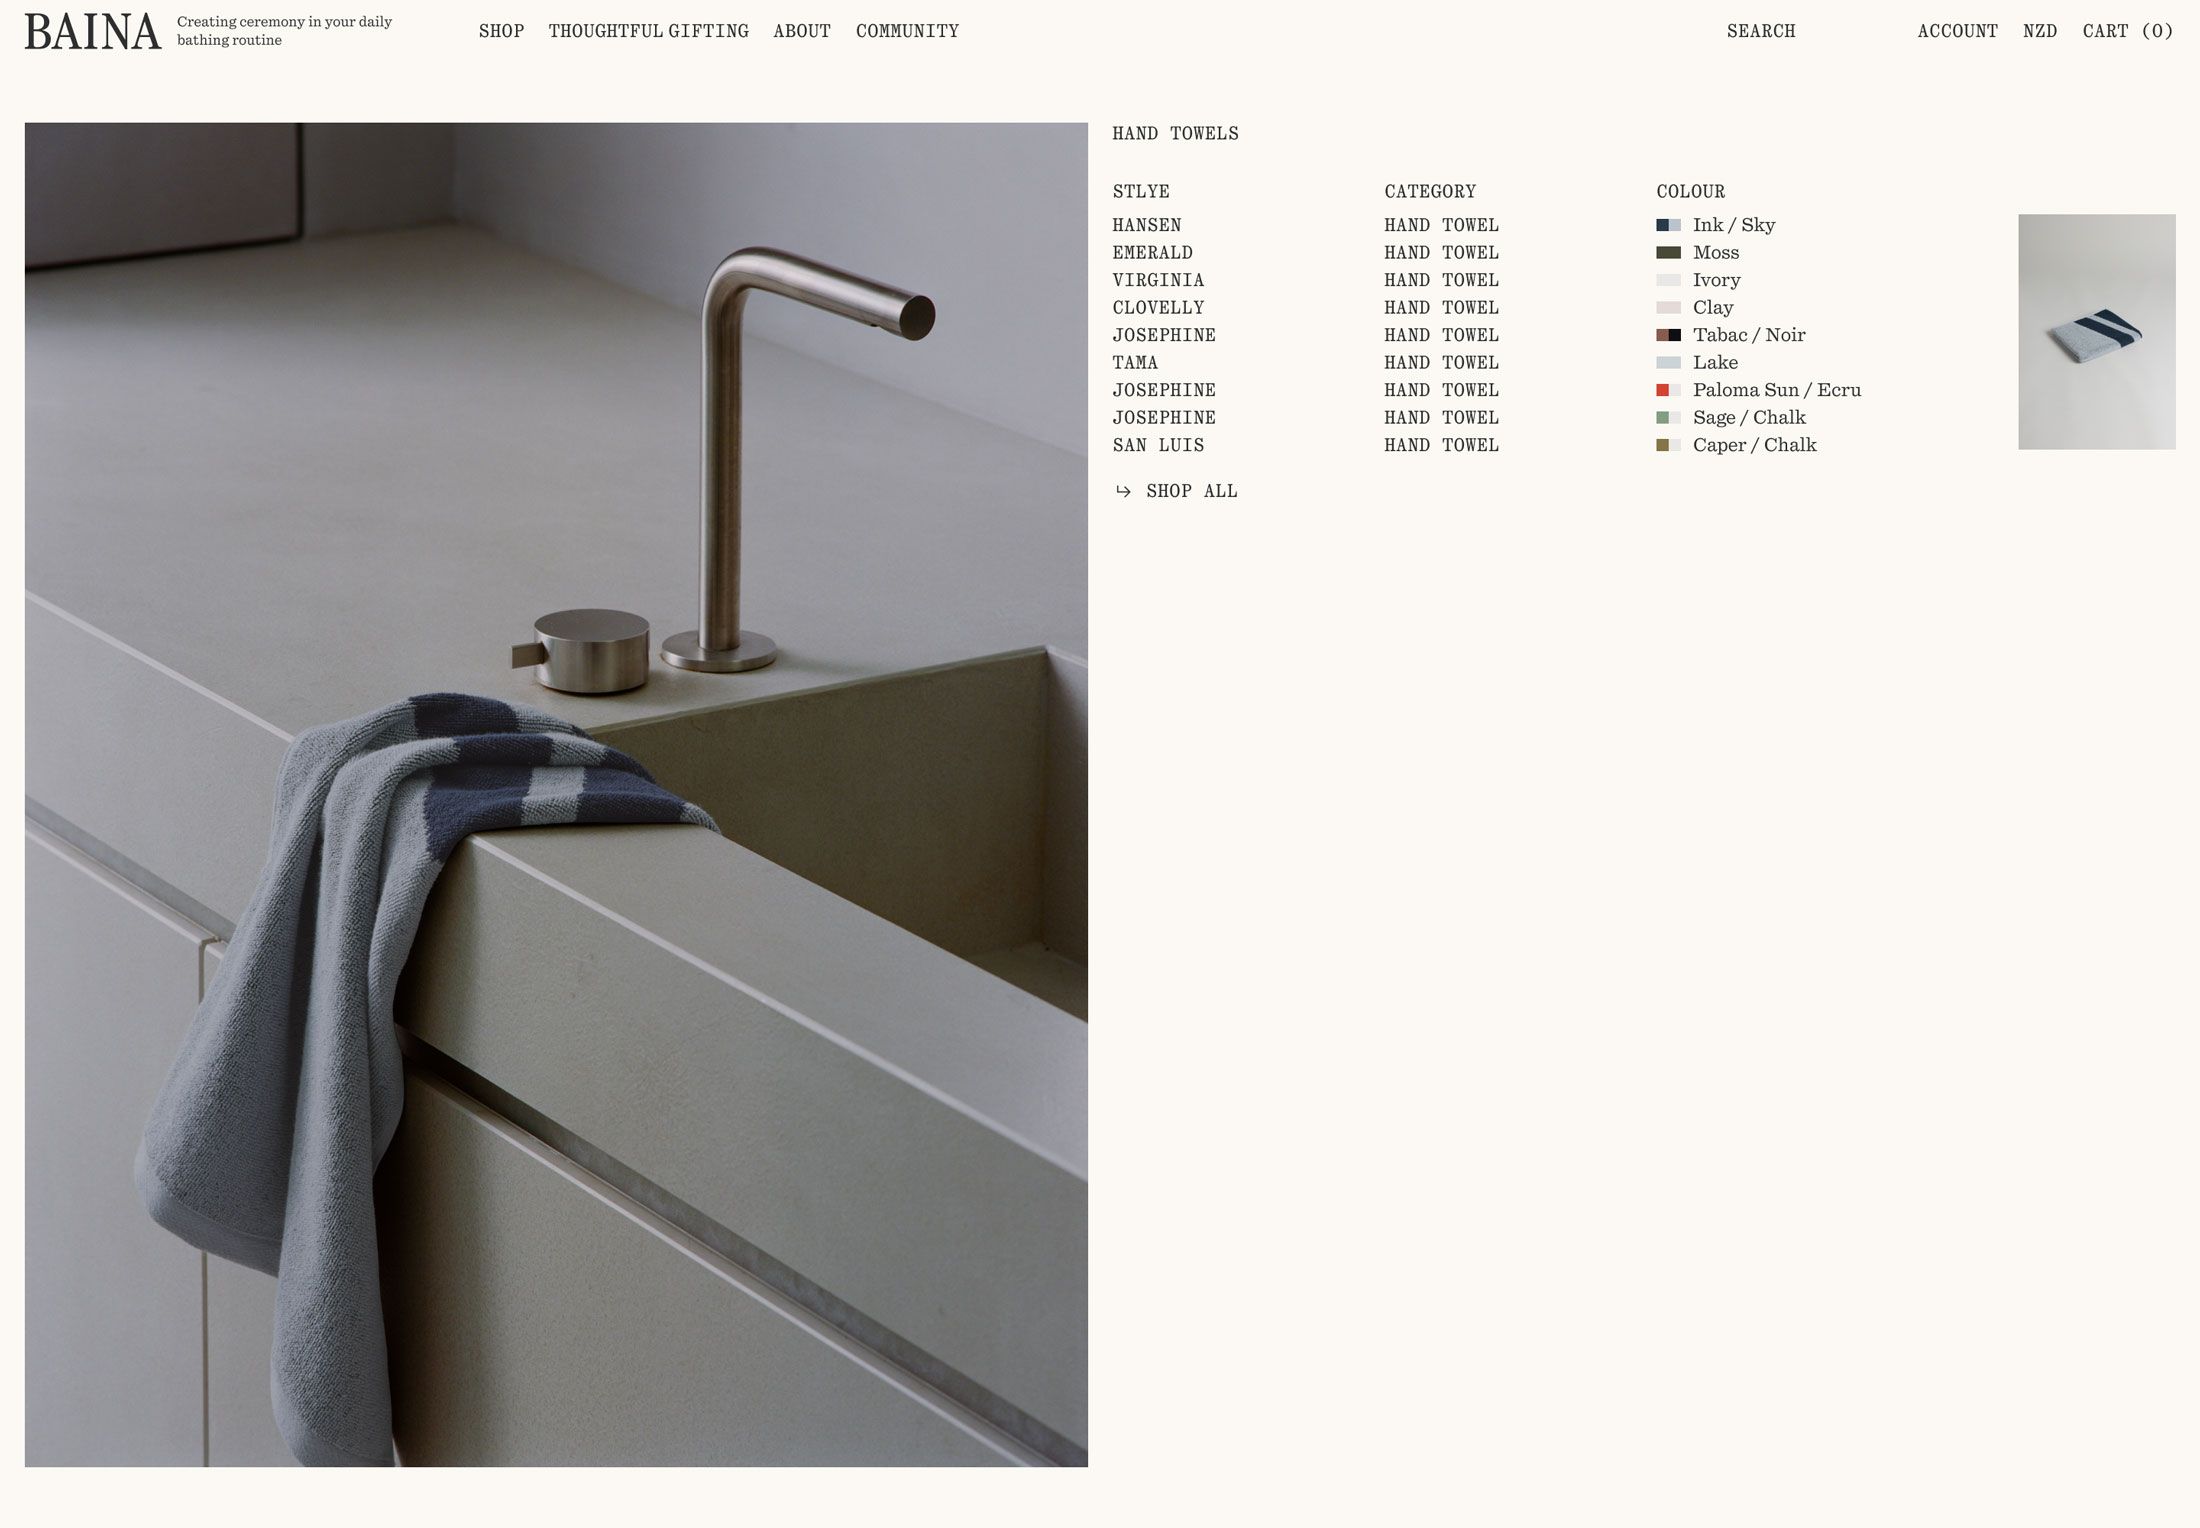 BAINA
Creating ceremony in your daily
bathing routine
SHOP THOUGHTFUL GIFTING ABOUT COMMUNITY
SEARCH ACCOUNT NZD CART (0)
HAND TOWELS
STLYE CATEGORY COLOUR
HANSEN HAND TOWEL Ink / Sky
EMERALD HAND TOWEL Moss
VIRGINIA HAND TOWEL Ivory
CLOVELLY HAND TOWEL Clay
JOSEPHINE HAND TOWEL Tabac / Noir
TAMA HAND TOWEL Lake
JOSEPHINE HAND TOWEL Paloma Sun / Ecru
JOSEPHINE HAND TOWEL Sage / Chalk
SAN LUIS HAND TOWEL Caper / Chalk
↳ SHOP ALL